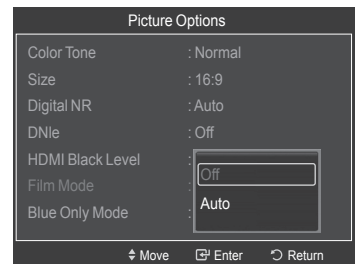 Picture Options
Color Tone : Normal
Size : 16:9
Digital NR : Auto
DNIe : Off
HDMI Black Level :
Off
Film Mode :
Auto
Blue Only Mode :
Move Enter Return